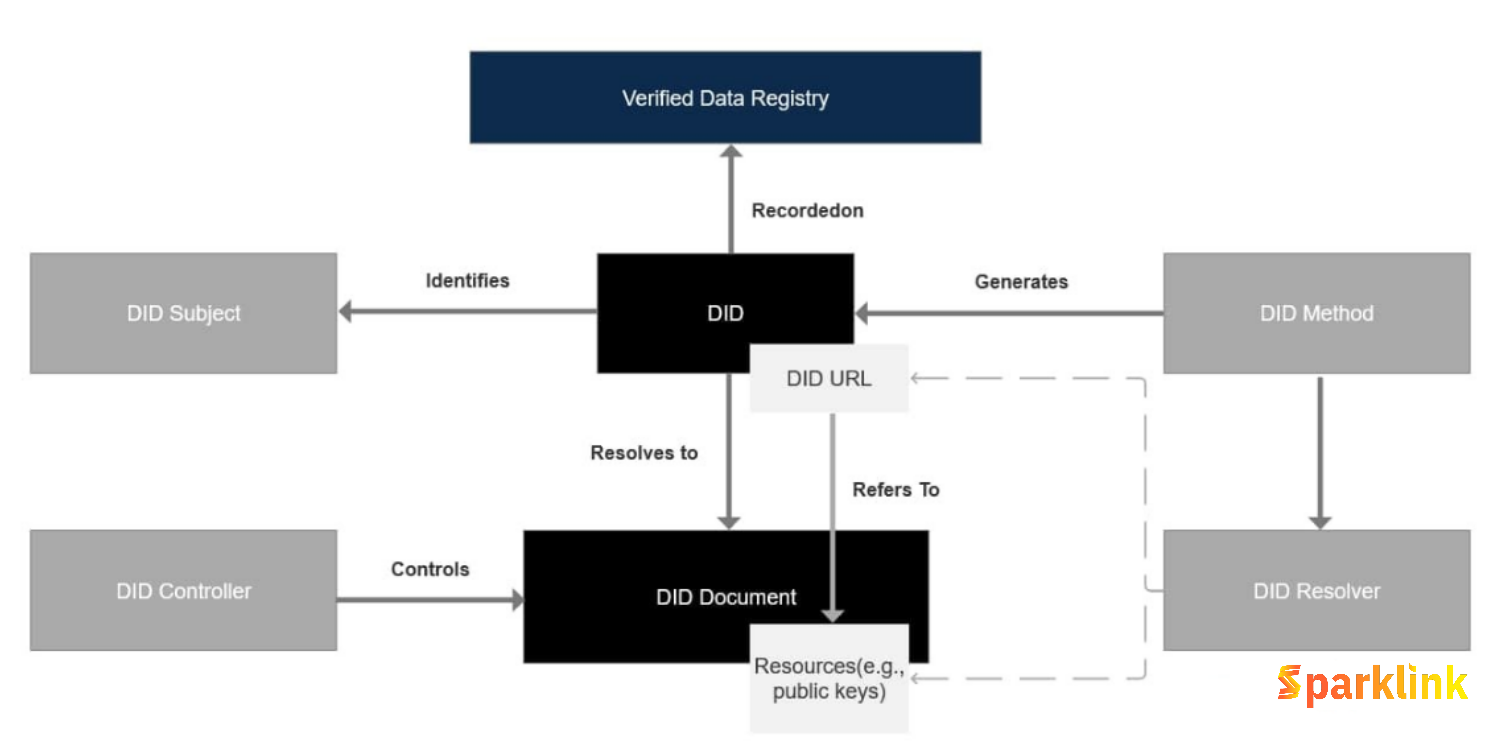 Verified Data Registry
Recordedon
Identifies
Generates
DID Subject
DID
DID Method
DID URL
Resolves to
Refers To
Controls
DID Controller
DID Document
DID Resolver
Resources(e.g.,
public keys)
Sparklink